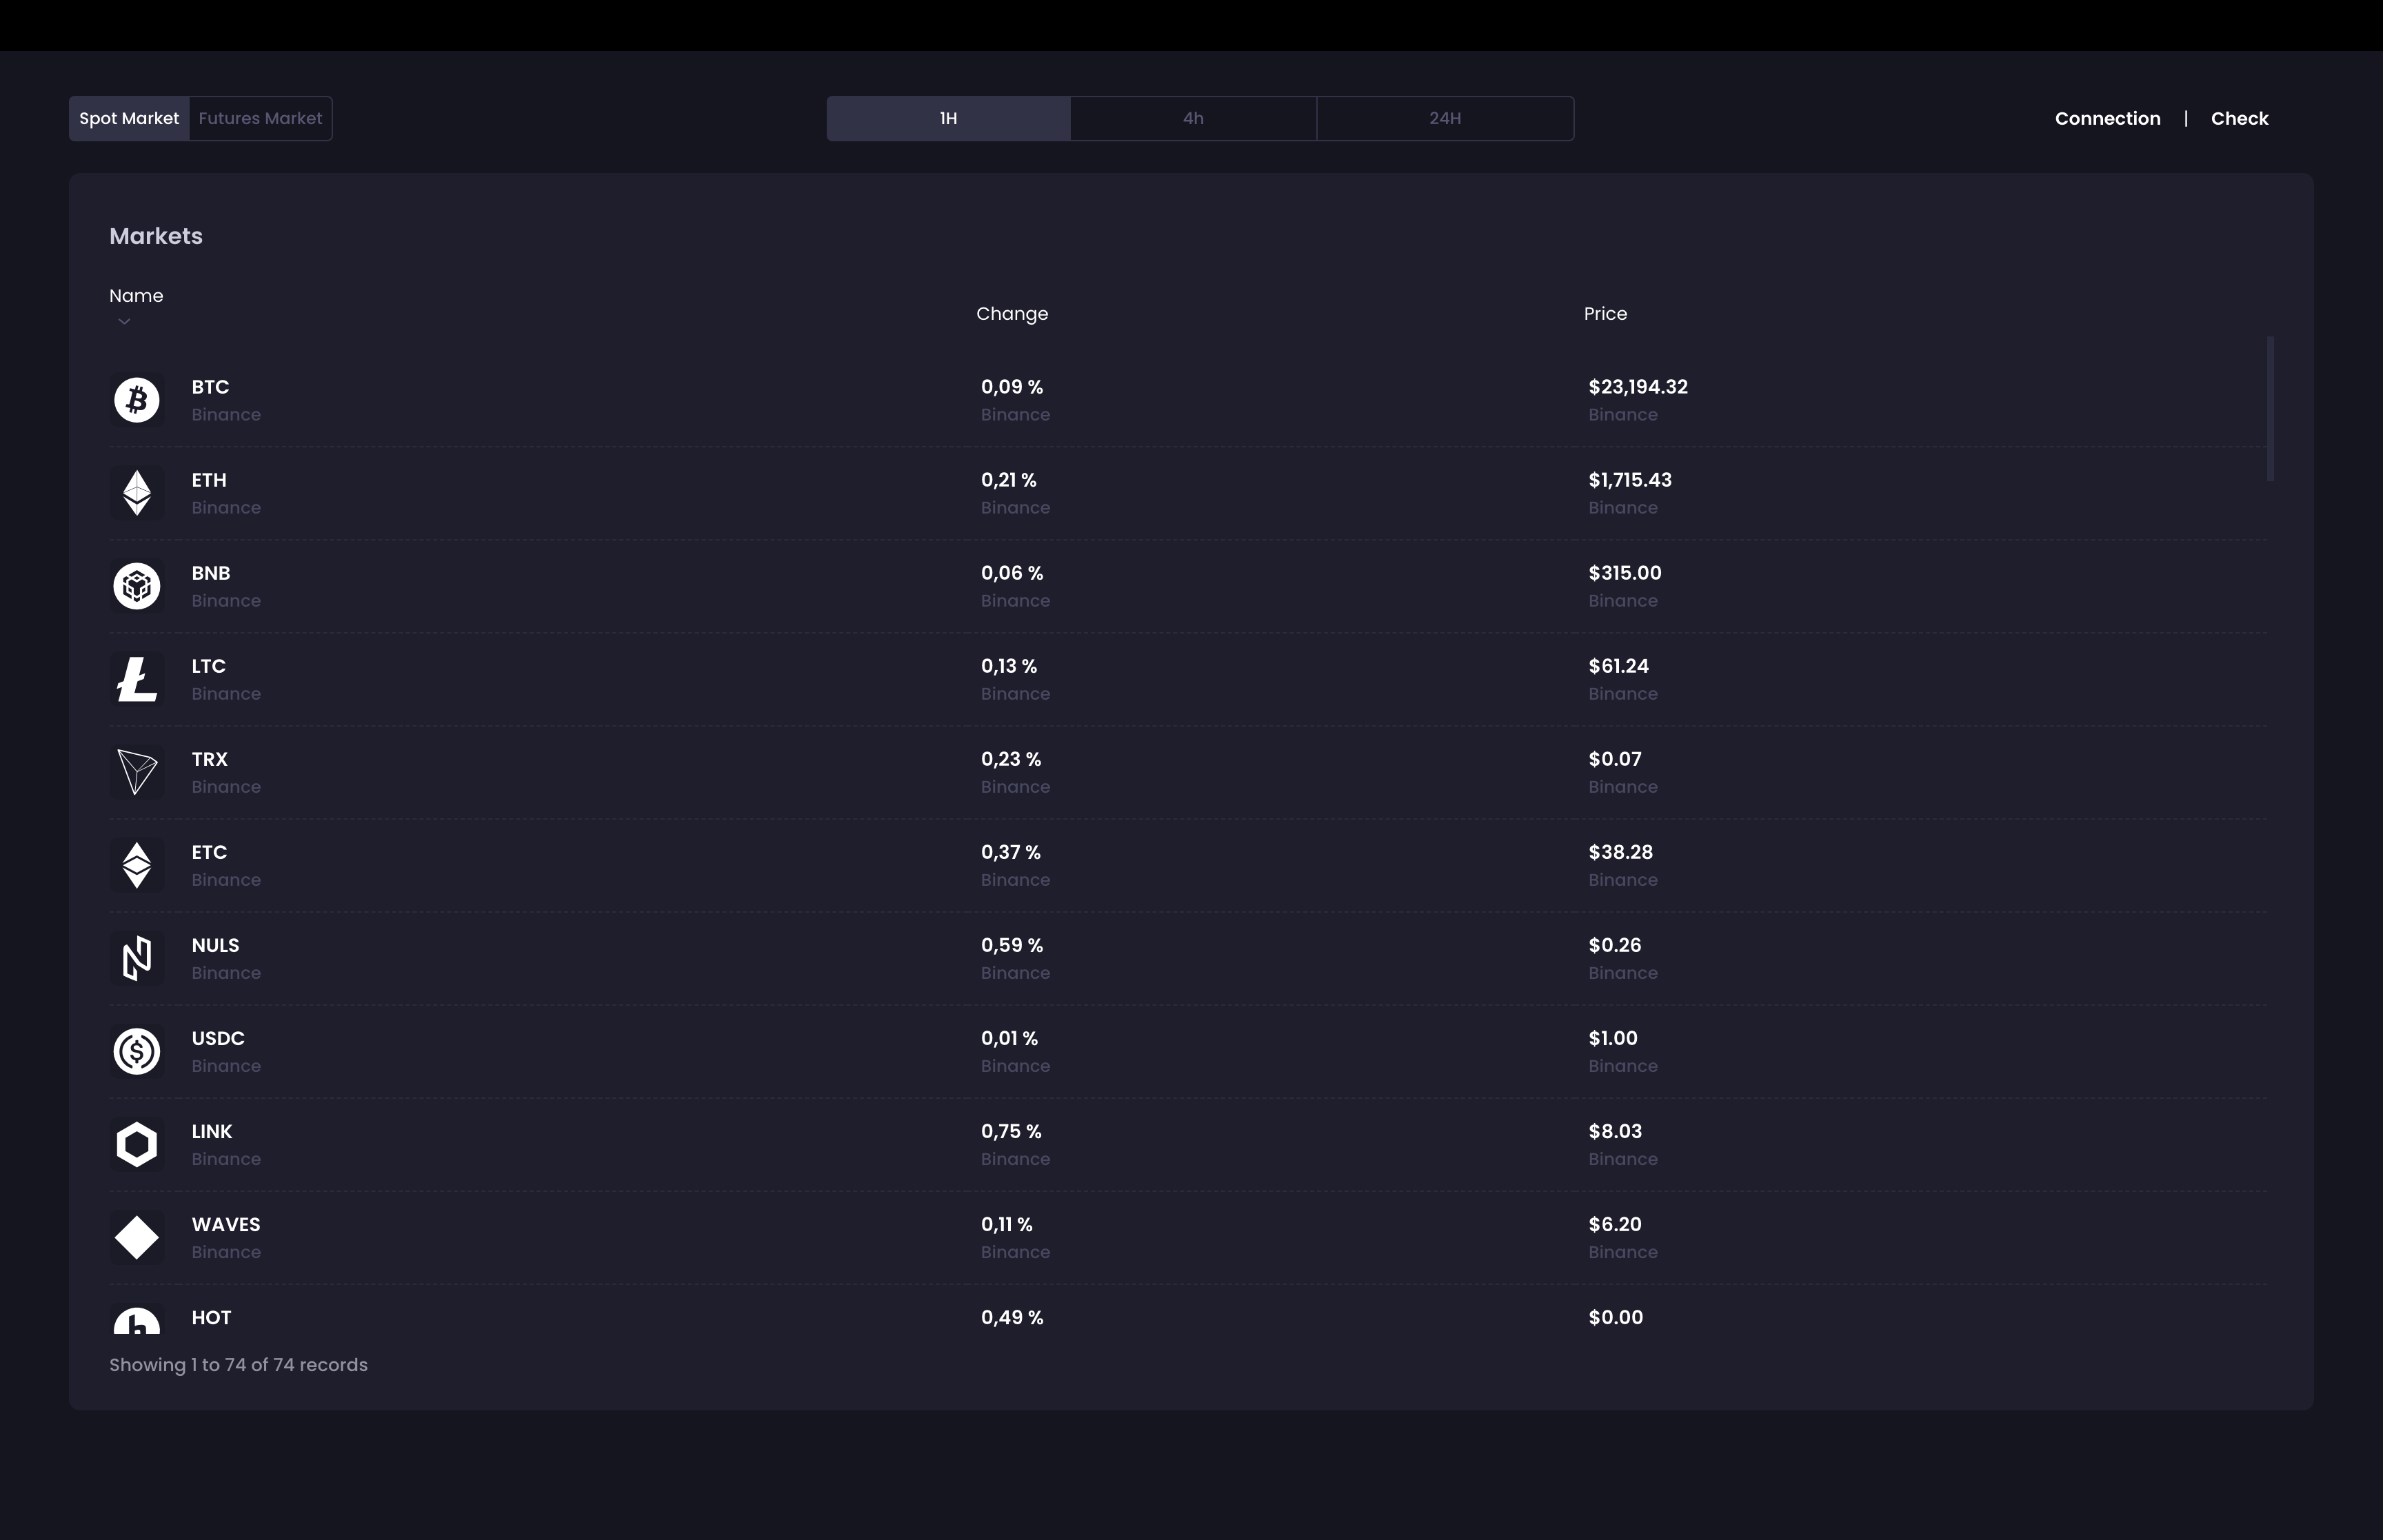 Spot Market Futures Market 1H 4h 24H Connection | Check
Markets
Name
Change Price
BTC 0,09 % $23,194.32
Binance Binance Binance
ETH 0,21 % $1,715.43
Binance Binance Binance
BNB 0,06 % $315.00
Binance Binance Binance
LTC 0,13 % $61.24
Binance Binance Binance
TRX 0,23 % $0.07
Binance Binance Binance
ETC 0,37 % $38.28
Binance Binance Binance
NULS 0,59 % $0.26
Binance Binance Binance
USDC 0,01 % $1.00
Binance Binance Binance
LINK 0,75 % $8.03
Binance Binance Binance
WAVES 0,11 % $6.20
Binance Binance Binance
HOT 0,49 % $0.00
Showing 1 to 74 of 74 records